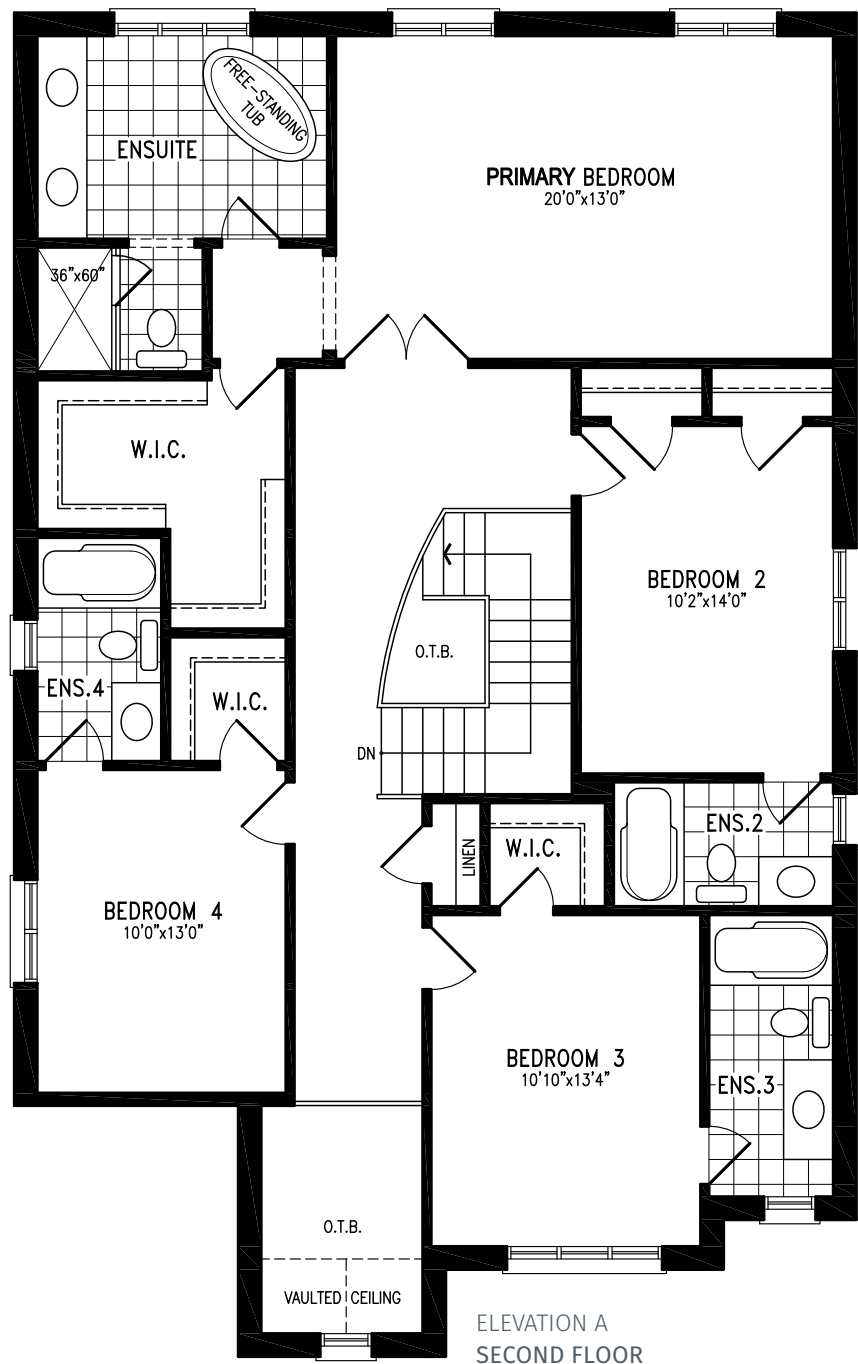 FREE-STANDING
TUB
ENSUITE
PRIMARY BEDROOM
20'0"x13'0"
36"x60"
W.I.C.
BEDROOM 2
10'2"x14'0"
O.T.B.
ENS.4
W.I.C.
DN
ENS.2
LINEN
W.I.C.
BEDROOM 4
10'0"x13'0"
BEDROOM 3
10'10"x13'4"
ENS.3
O.T.B.
VAULTED CEILING
ELEVATION A
SECOND FLOOR